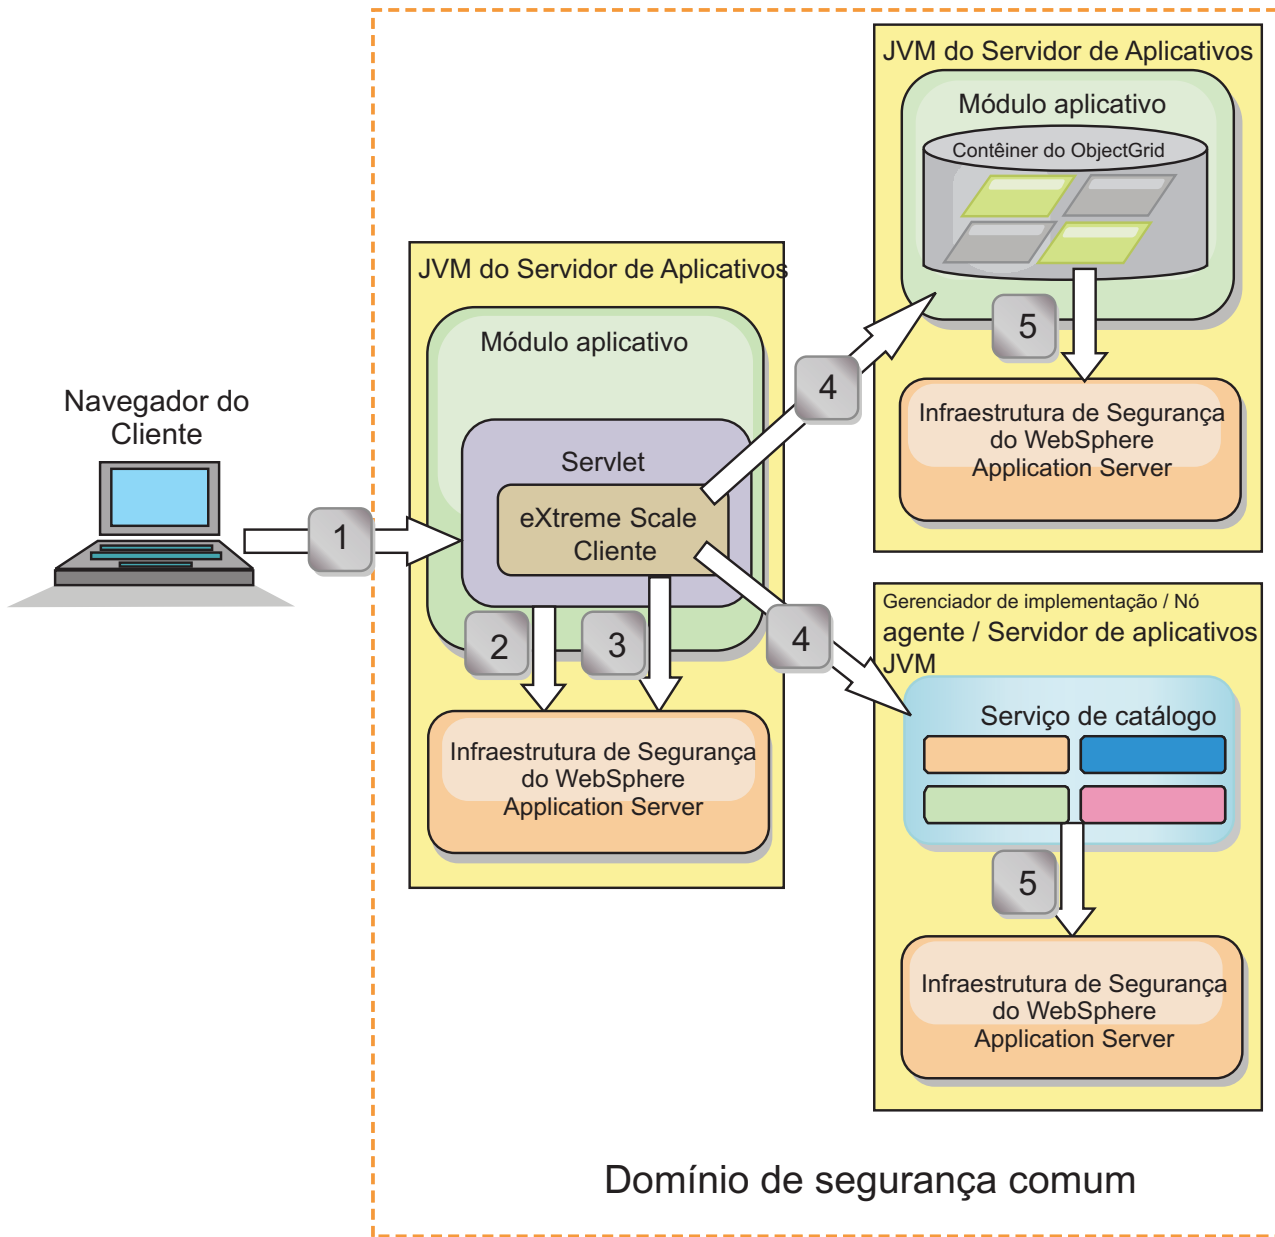 JVM do Servidor de Aplicativos
Módulo aplicativo
Contêiner do ObjectGrid
5
Infraestrutura de Segurança
do WebSphere
Application Server
JVM do Servidor de Aplicativos
Módulo aplicativo
Servlet
eXtreme Scale
Cliente
4
Navegador do
Cliente
1
2
3
4
Infraestrutura de Segurança
do WebSphere
Application Server
Gerenciador de implementação / Nó
agente / Servidor de aplicativos
JVM
Serviço de catálogo
5
Infraestrutura de Segurança
do WebSphere
Application Server
Domínio de segurança comum